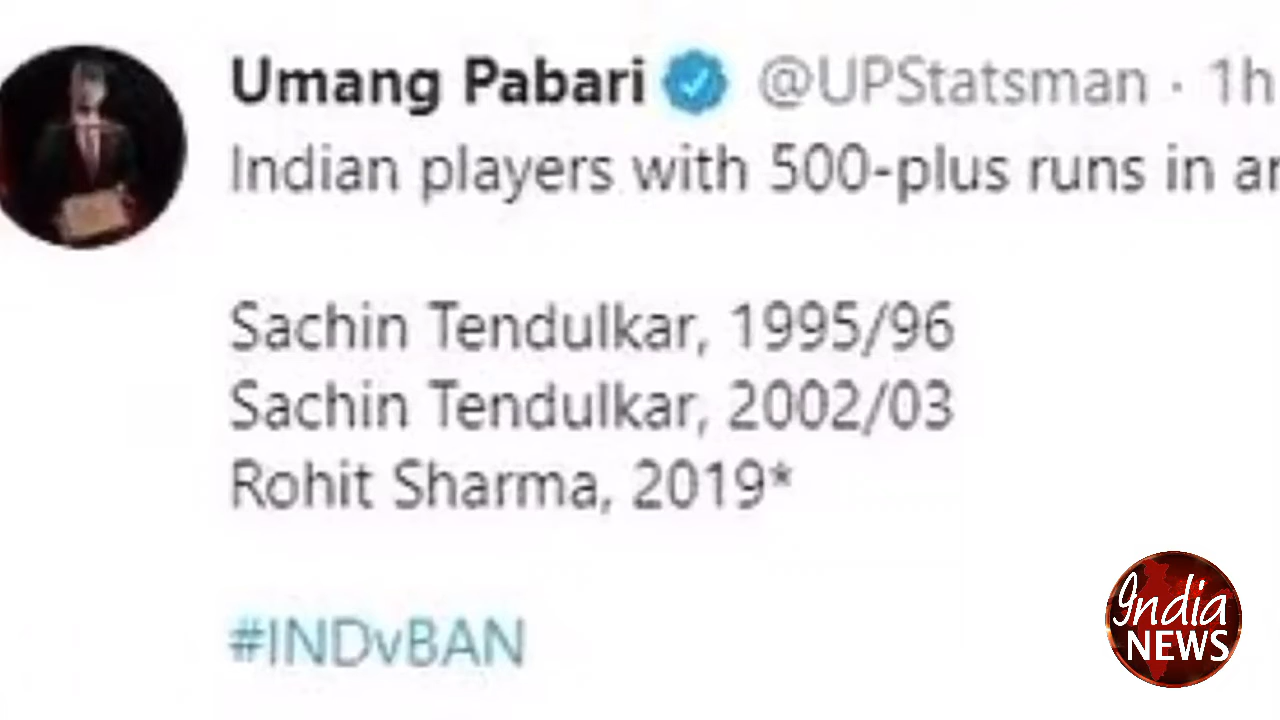 Umang Pabari @UPStatsman · 1h
Indian players with 500-plus runs in
Sachin Tendulkar, 1995/96
Sachin Tendulkar, 2002/03
Rohit Sharma, 2019*
#INDvBAN
India
NEWS